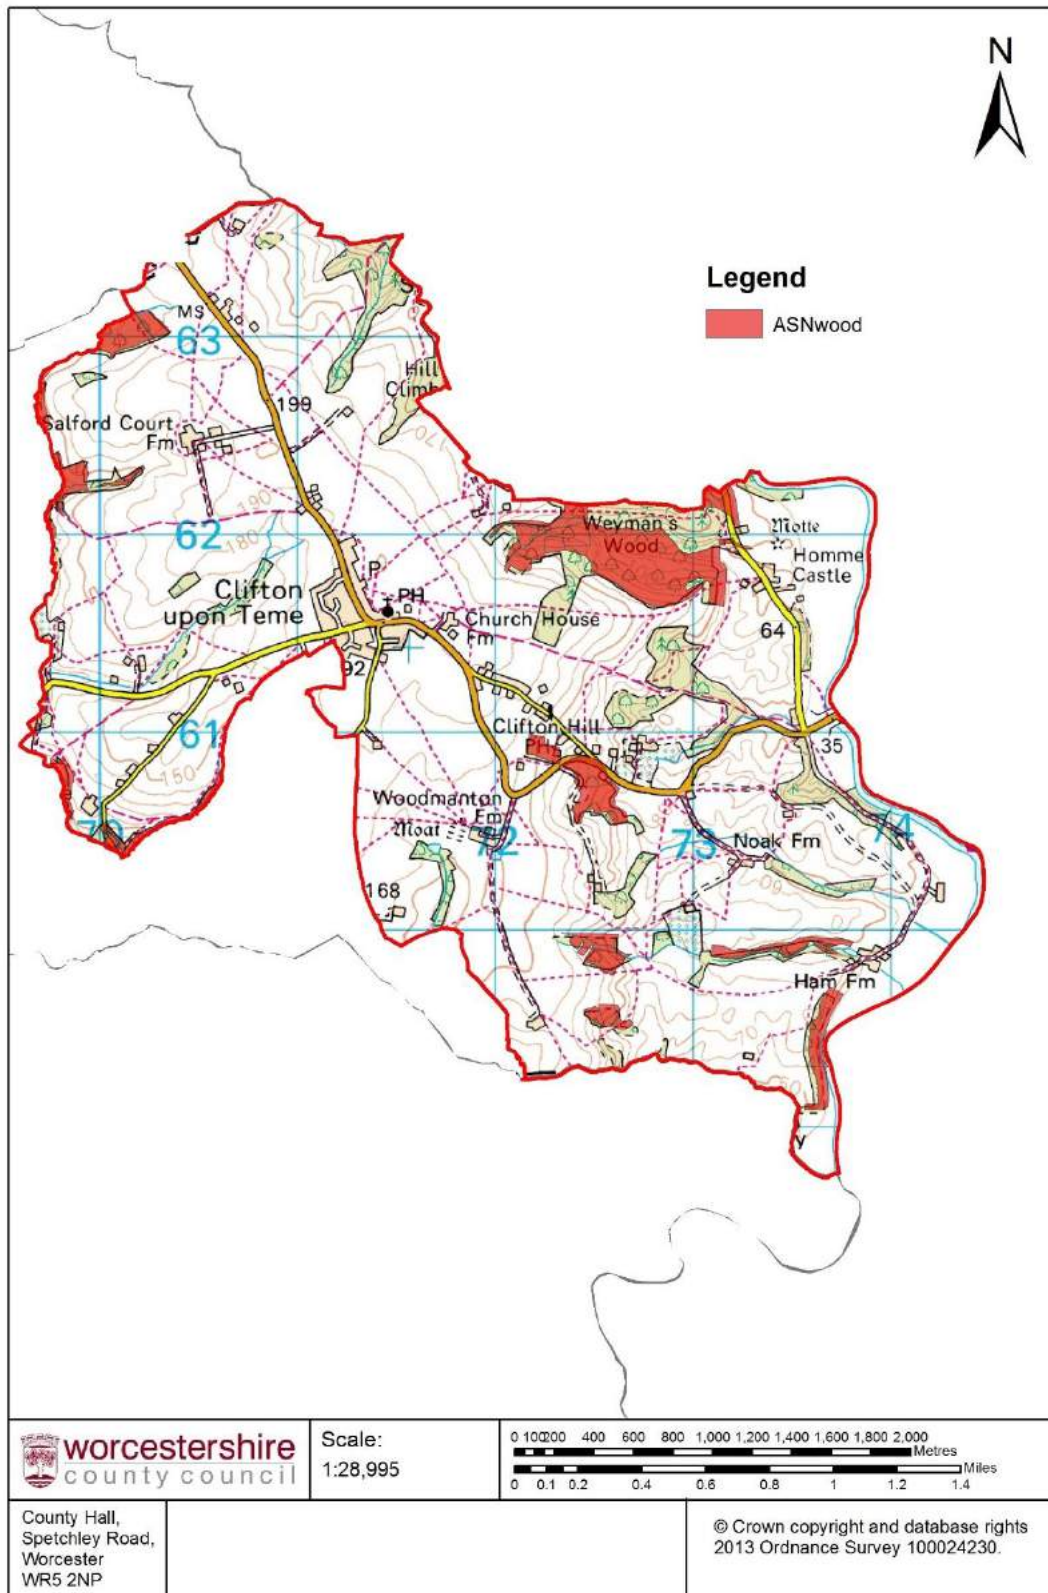 N
Legend
ASNwood
MS
63
Hill
Climb
199
Salford Court
Fm
190
170
62
180
Weyman's
Wood
Motte
Homme
Castle
Clifton
upon Teme
P
PH
Church House
Fm
64
92
61
Clifton Hill
PH
35
150
Woodmanton
Fm
Moat
70
72
73
74
Noak Fm
168
60
Ham Fm
100
50
y
worcestershire
county council
Scale:
1:28,995
0 100200 400 600 800 1,000 1,200 1,400 1,600 1,800 2,000
Metres
Miles
0 0.1 0.2 0.4 0.6 0.8 1 1.2 1.4
County Hall,
Spetchley Road,
Worcester
WR5 2NP
© Crown copyright and database rights
2013 Ordnance Survey 100024230.